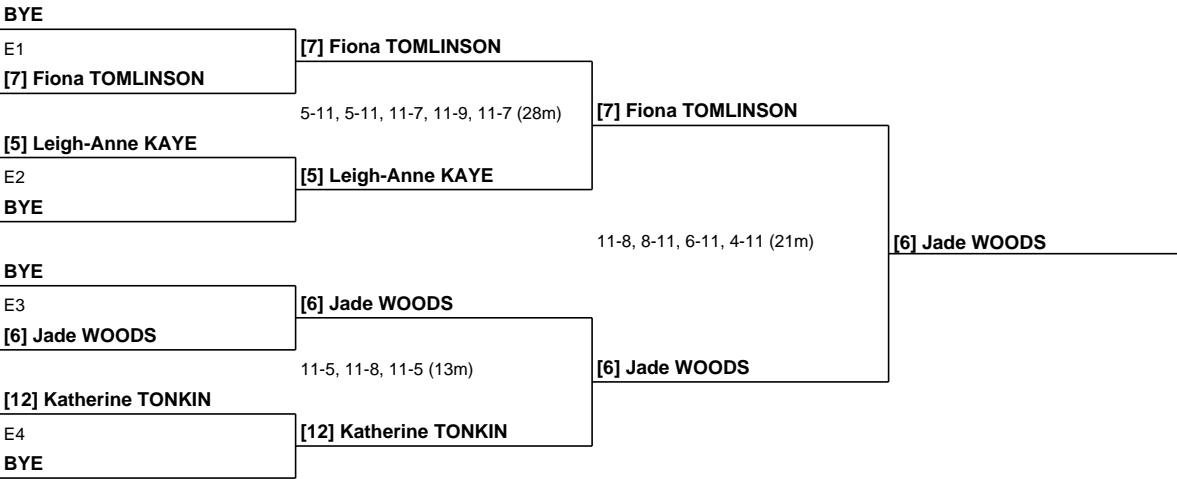 BYE
E1
[7] Fiona TOMLINSON
[7] Fiona TOMLINSON
5-11, 5-11, 11-7, 11-9, 11-7 (28m)
[7] Fiona TOMLINSON
[5] Leigh-Anne KAYE
E2
[5] Leigh-Anne KAYE
BYE
11-8, 8-11, 6-11, 4-11 (21m)
[6] Jade WOODS
BYE
E3
[6] Jade WOODS
[6] Jade WOODS
11-5, 11-8, 11-5 (13m)
[6] Jade WOODS
[12] Katherine TONKIN
E4
[12] Katherine TONKIN
BYE